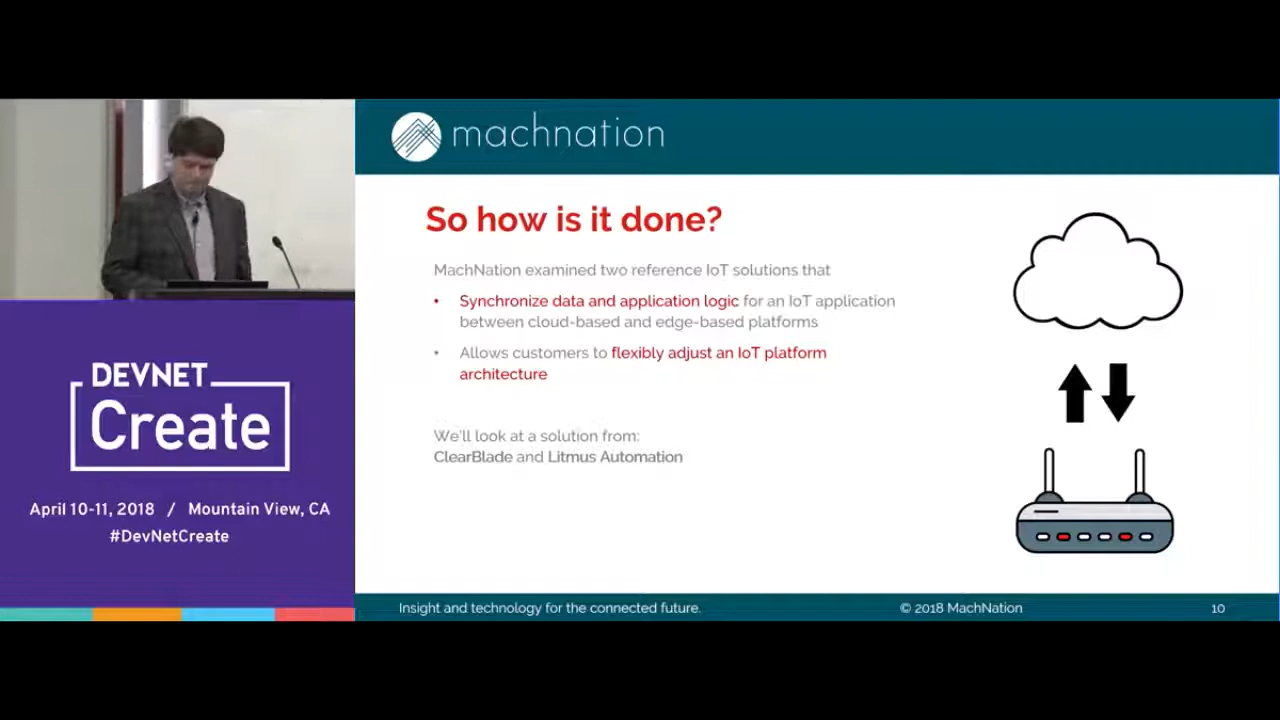 machnation
So how is it done?
MachNation examined two reference IoT solutions that
• Synchronize data and application logic for an IoT application
between cloud-based and edge-based platforms
• Allows customers to flexibly adjust an IoT platform
architecture
We'll look at a solution from:
ClearBlade and Litmus Automation
DEVNET
Create
April 10-11, 2018 / Mountain View, CA
#DevNetCreate
Insight and technology for the connected future.
© 2018 MachNation
10